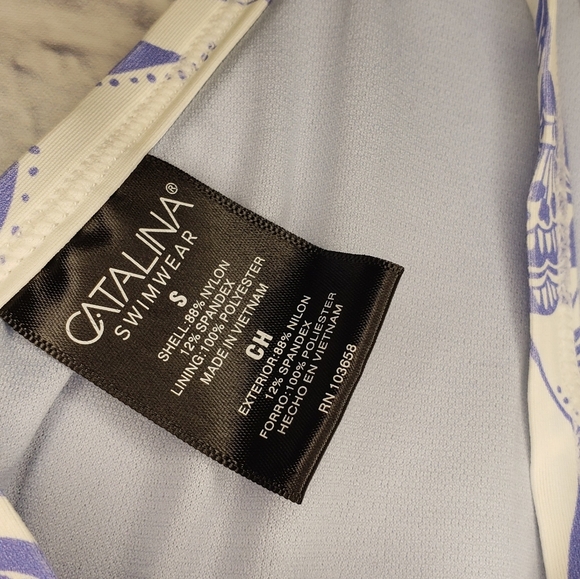 CATALINA®
SWIMWEAR
S
SHELL:88% NYLON
12% SPANDEX
LINING:100% POLYESTER
MADE IN VIETNAM
CH
EXTERIOR:88% NILON
12% SPANDEX
FORRO:100% POLIESTER
HECHO EN VIETNAM
RN 103658